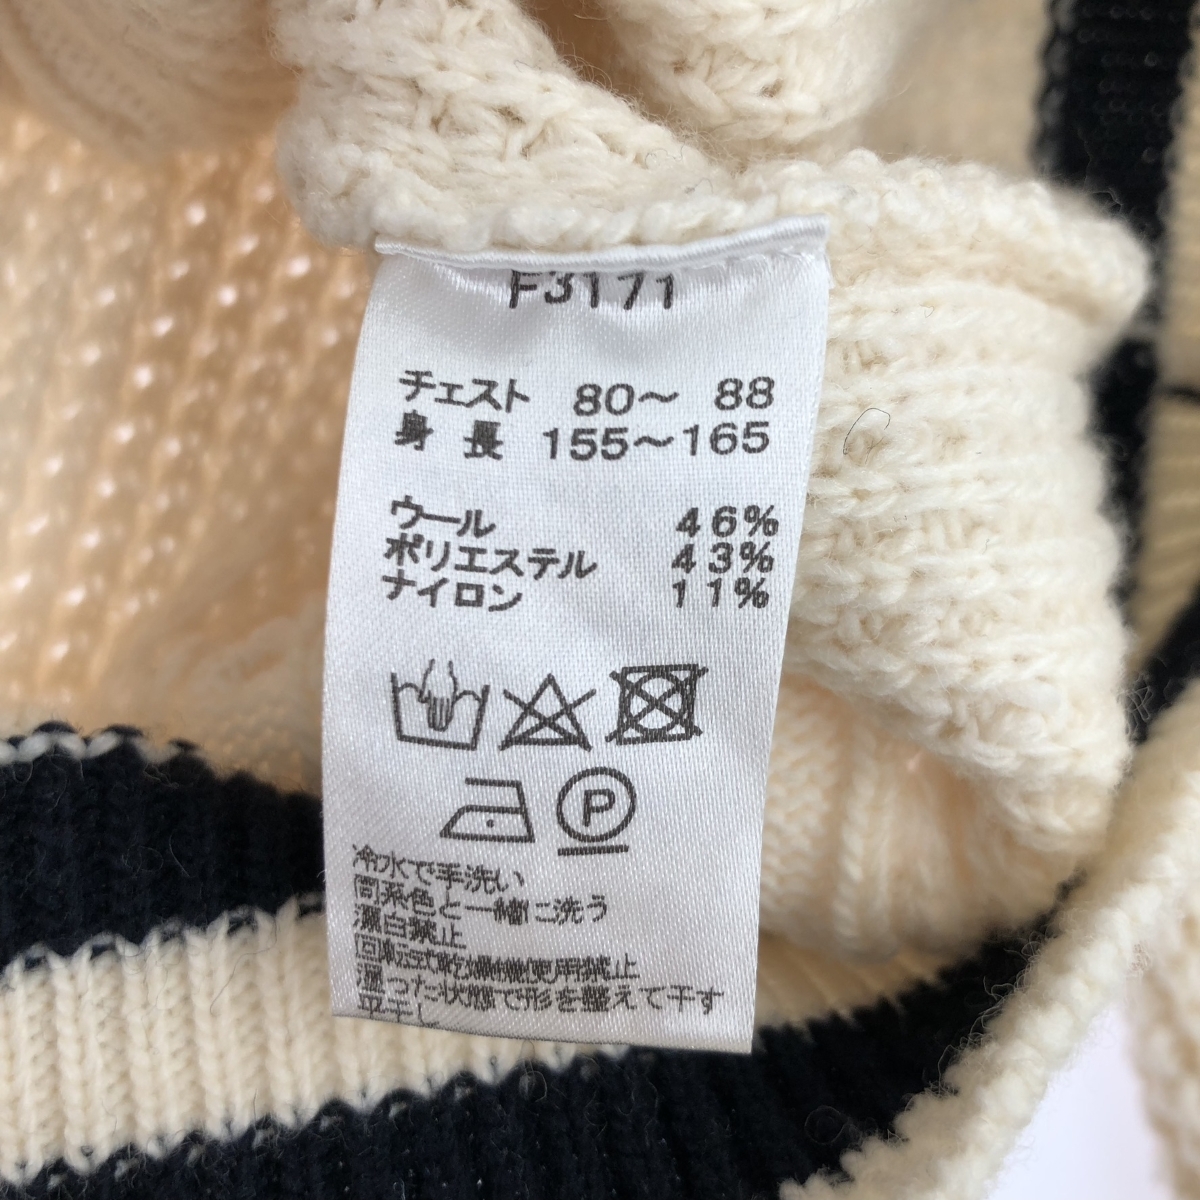 F3171
チェスト 80～ 88
身 長 155～165
ウール 46%
ポリエステル 43%
ナイロン 11%
P
冷水で手洗い
同系色と一緒に洗う
漂白禁止
回転式乾燥機使用禁止
湿った状態で形を整えて干す
平干し